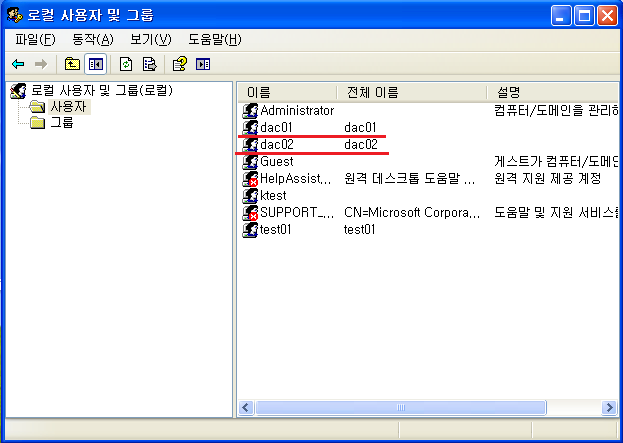 로컬 사용자 및 그룹
파일(F) 동작(A) 보기(V) 도움말(H)
로컬 사용자 및 그룹(로컬)
사용자
그룹
이름 전체 이름 설명
Administrator 컴퓨터/도메인을 관리하
dac01 dac01
dac02 dac02
Guest 게스트가 컴퓨터/도메인
HelpAssist... 원격 데스크톱 도움말 ... 원격 지원 제공 계정
ktest
SUPPORT_... CN=Microsoft Corpora... 도움말 및 지원 서비스를
test01 test01